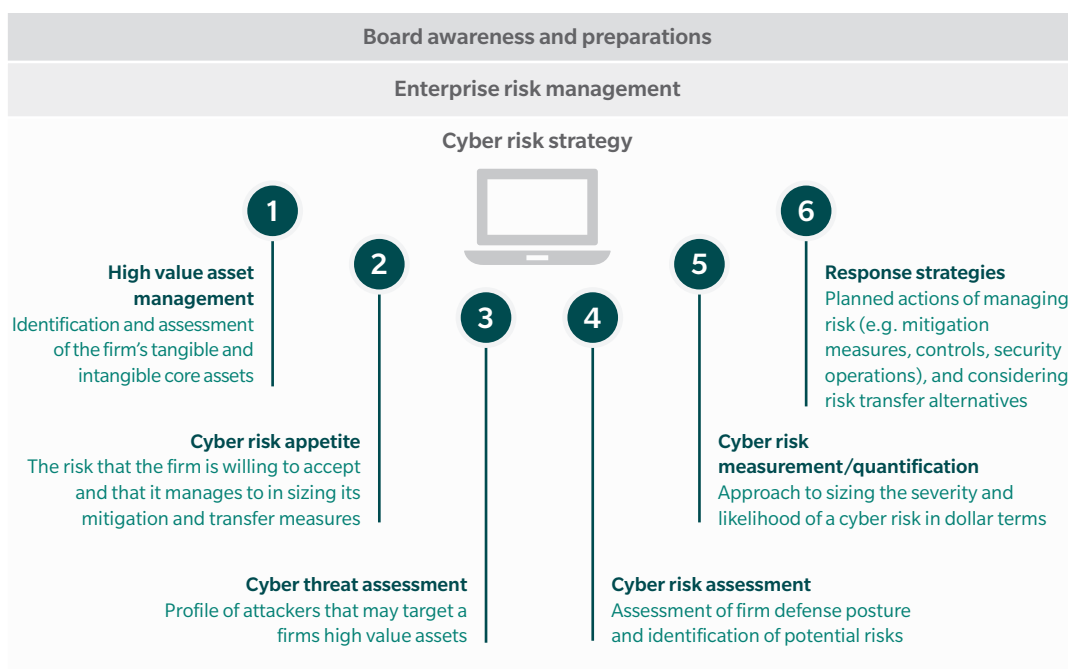 Board awareness and preparations
Enterprise risk management
Cyber risk strategy
1
High value asset
management
Identification and assessment
of the firm's tangible and
intangible core assets
2
Cyber risk appetite
The risk that the firm is willing to accept
and that it manages to in sizing its
mitigation and transfer measures
3
Cyber threat assessment
Profile of attackers that may target a
firms high value assets
4
Cyber risk assessment
Assessment of firm defense posture
and identification of potential risks
5
Cyber risk
measurement/quantification
Approach to sizing the severity and
likelihood of a cyber risk in dollar terms
6
Response strategies
Planned actions of managing
risk (e.g. mitigation
measures, controls, security
operations), and considering
risk transfer alternatives